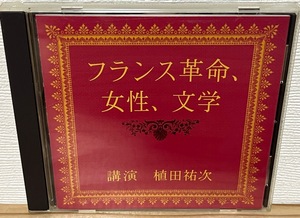 フランス革命、
女性、文学
講演　植田祐次